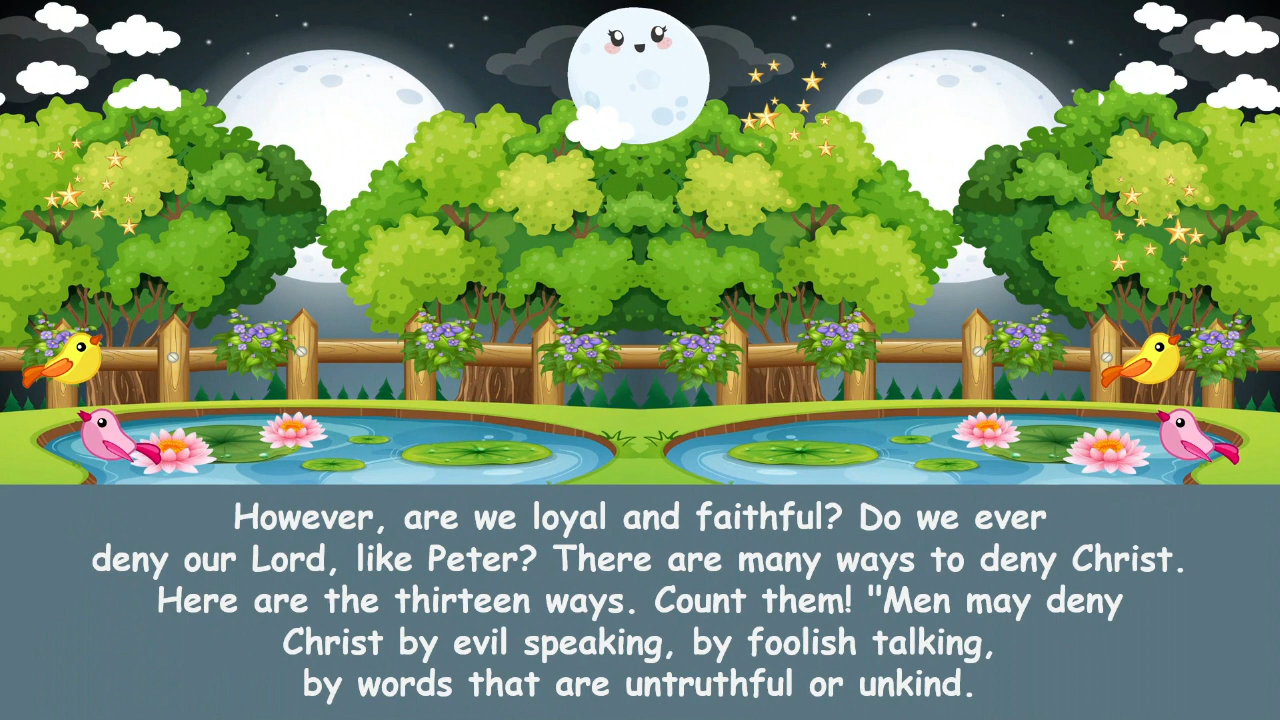 However, are we loyal and faithful? Do we ever
deny our Lord, like Peter? There are many ways to deny Christ.
Here are the thirteen ways. Count them! "Men may deny
Christ by evil speaking, by foolish talking,
by words that are untruthful or unkind.